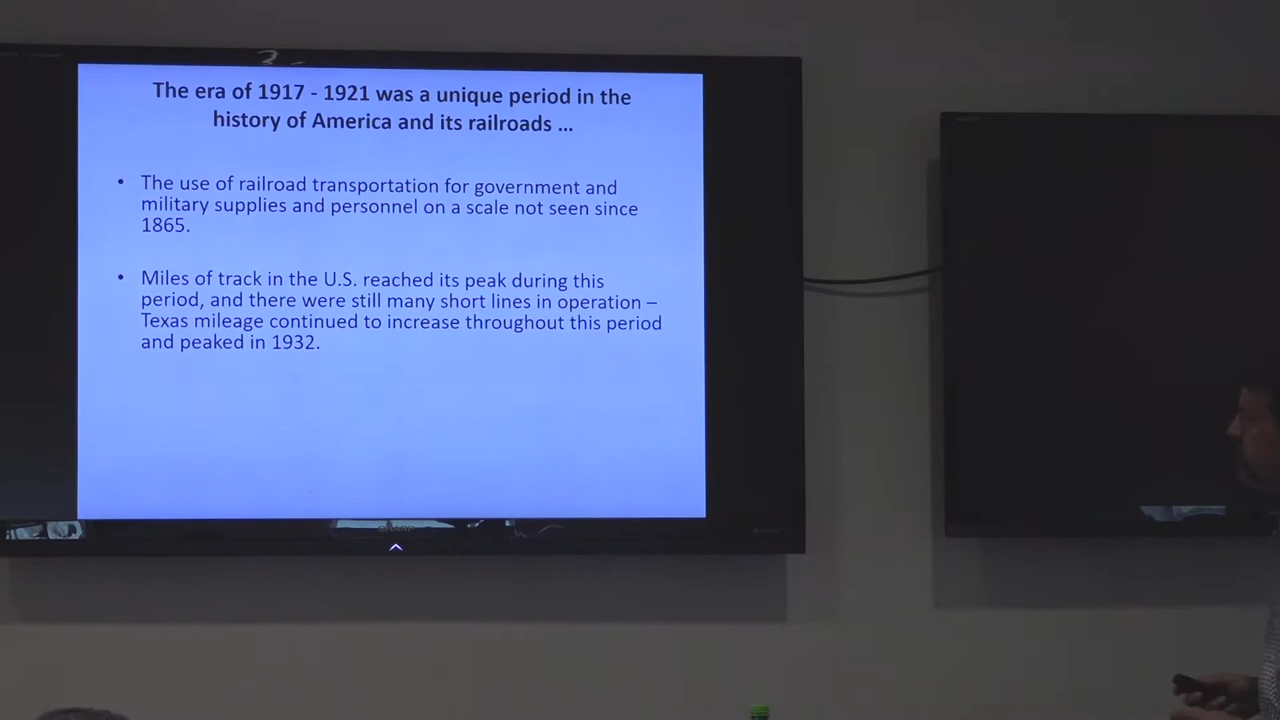 The era of 1917 - 1921 was a unique period in the
history of America and its railroads ...
• The use of railroad transportation for government and
military supplies and personnel on a scale not seen since
1865.
• Miles of track in the U.S. reached its peak during this
period, and there were still many short lines in operation –
Texas mileage continued to increase throughout this period
and peaked in 1932.
SHARP